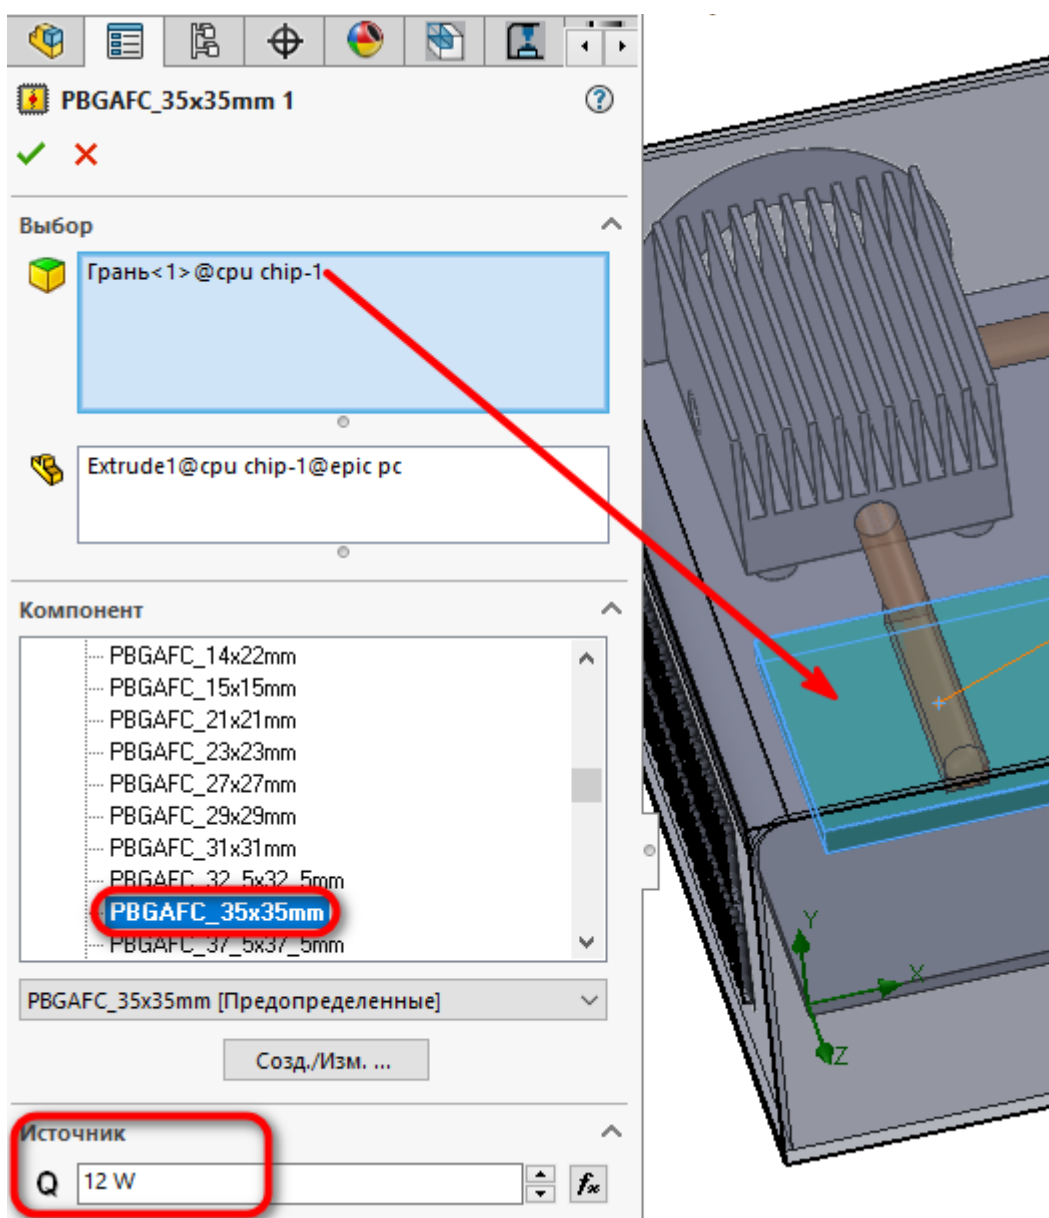 PBGAFC_35x35mm 1
Выбор
Грань<1>@cpu chip-1
Extrude1@cpu chip-1@epic pc
Компонент
PBGAFC_14x22mm
PBGAFC_15x15mm
PBGAFC_21x21mm
PBGAFC_23x23mm
PBGAFC_27x27mm
PBGAFC_29x29mm
PBGAFC_31x31mm
PBGAFC_32_5x32_5mm
PBGAFC_35x35mm
PBGAFC_37_5x37_5mm
PBGAFC_35x35mm [Предопределенные]
Созд./Изм. ...
Источник
Q 12 W
Y
X
Z